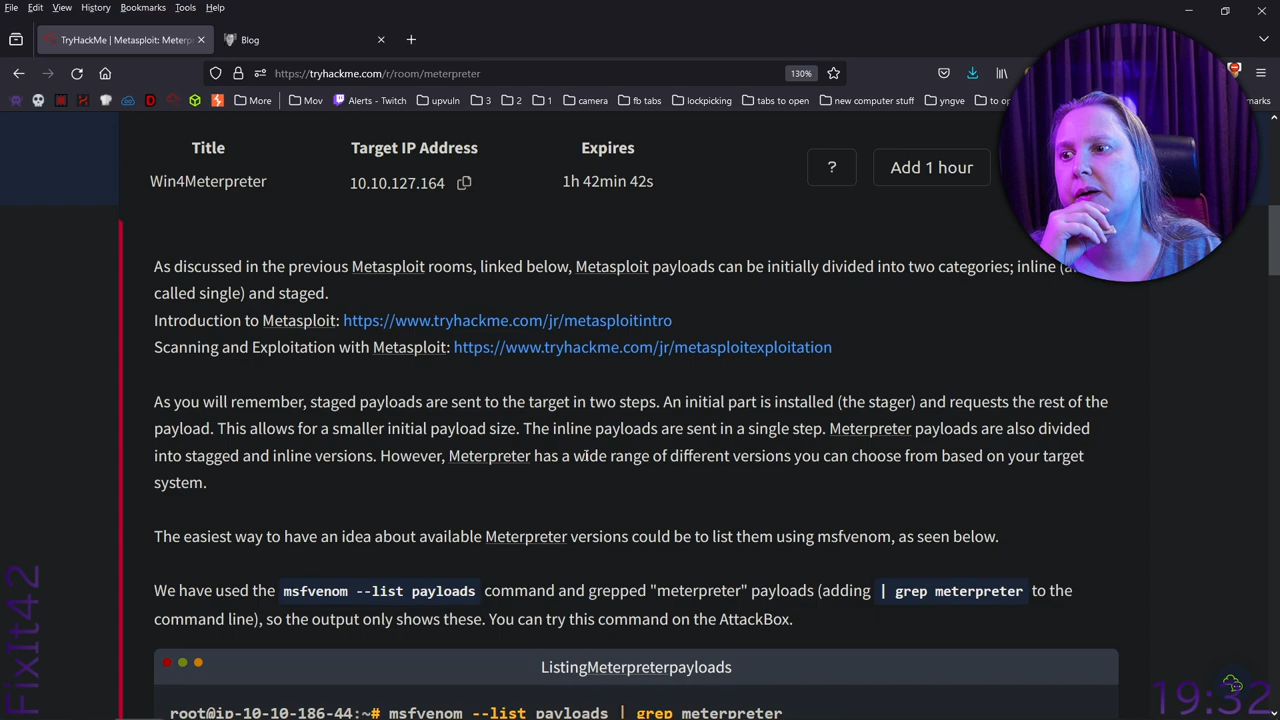 File Edit View History Bookmarks Tools Help
TryHackMe | Metasploit: Meterp
Blog
https://tryhackme.com/r/room/meterpreter
130%
More
Mov
Alerts - Twitch
upvuln
3
2
1
camera
fb tabs
lockpicking
tabs to open
new computer stuff
yngve
to op
marks
Title
Target IP Address
Expires
Win4Meterpreter
10.10.127.164
1h 42min 42s
?
Add 1 hour
As discussed in the previous Metasploit rooms, linked below, Metasploit payloads can be initially divided into two categories; inline (a
called single) and staged.
Introduction to Metasploit: https://www.tryhackme.com/jr/metasploitintro
Scanning and Exploitation with Metasploit: https://www.tryhackme.com/jr/metasploitexploitation
As you will remember, staged payloads are sent to the target in two steps. An initial part is installed (the stager) and requests the rest of the
payload. This allows for a smaller initial payload size. The inline payloads are sent in a single step. Meterpreter payloads are also divided
into stagged and inline versions. However, Meterpreter has a wide range of different versions you can choose from based on your target
system.
The easiest way to have an idea about available Meterpreter versions could be to list them using msfvenom, as seen below.
We have used the msfvenom --list payloads command and grepped "meterpreter" payloads (adding | grep meterpreter to the
command line), so the output only shows these. You can try this command on the AttackBox.
ListingMeterpreterpayloads
root@ip-10-10-186-44:~# msfvenom --list payloads | grep meterpreter
FixIt42
19:32